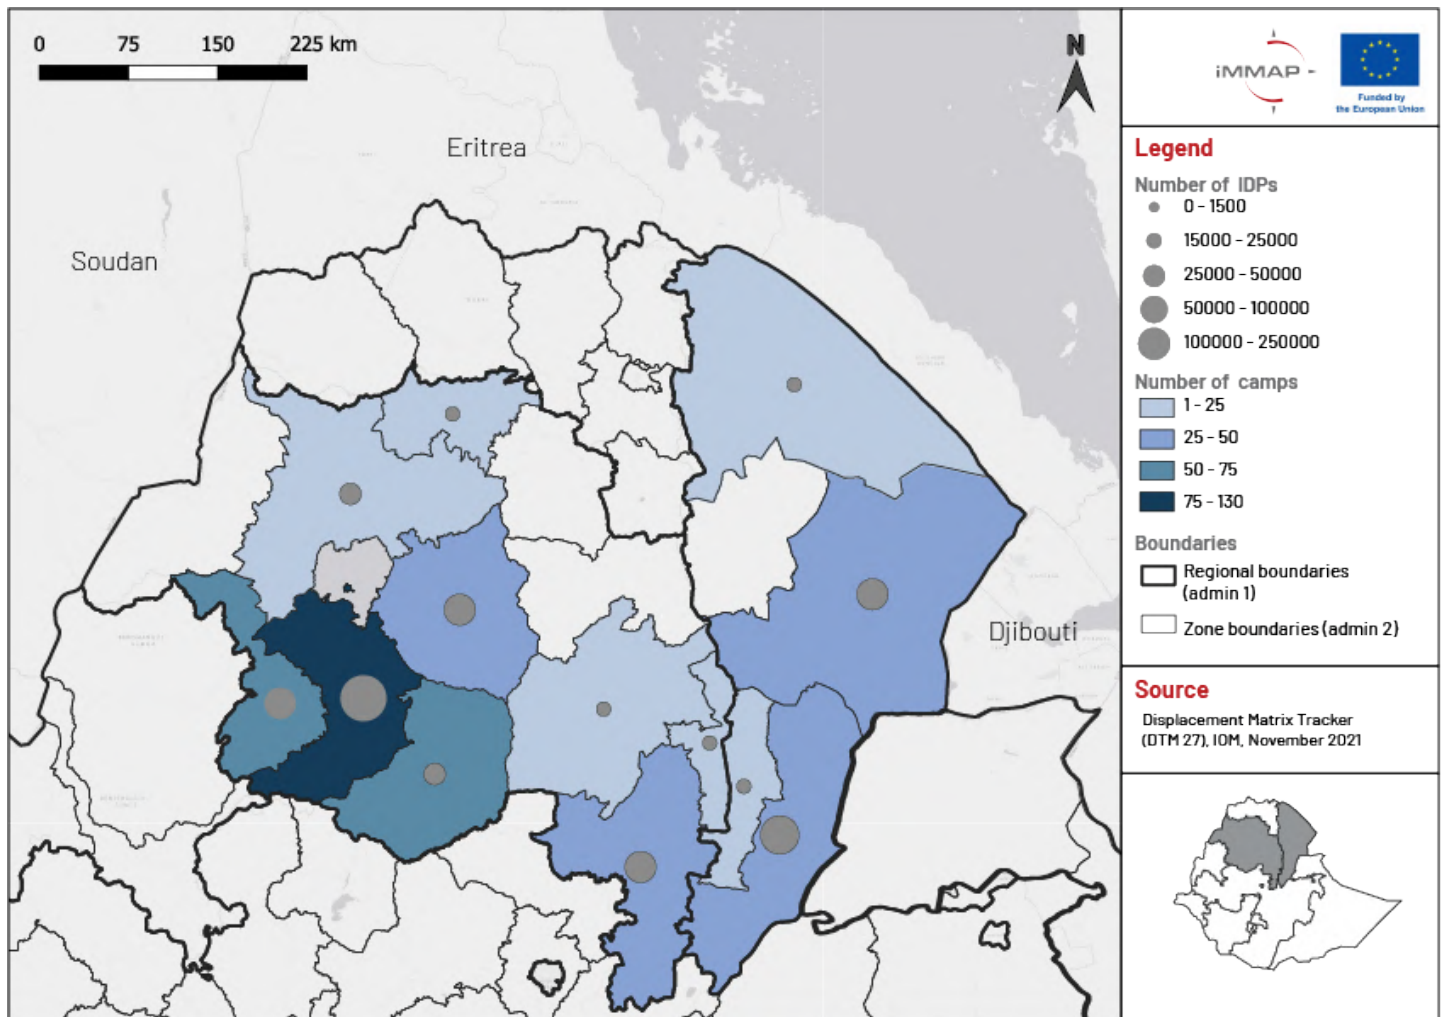 0 75 150 225 km
N
Eritrea
Soudan
Djibouti
iMMAP
Funded by
the European Union
Legend
Number of IDPs
0 - 1500
15000 - 25000
25000 - 50000
50000 - 100000
100000 - 250000
Number of camps
1 - 25
25 - 50
50 - 75
75 - 130
Boundaries
Regional boundaries
(admin 1)
Zone boundaries (admin 2)
Source
Displacement Matrix Tracker
(DTM 27), IOM, November 2021